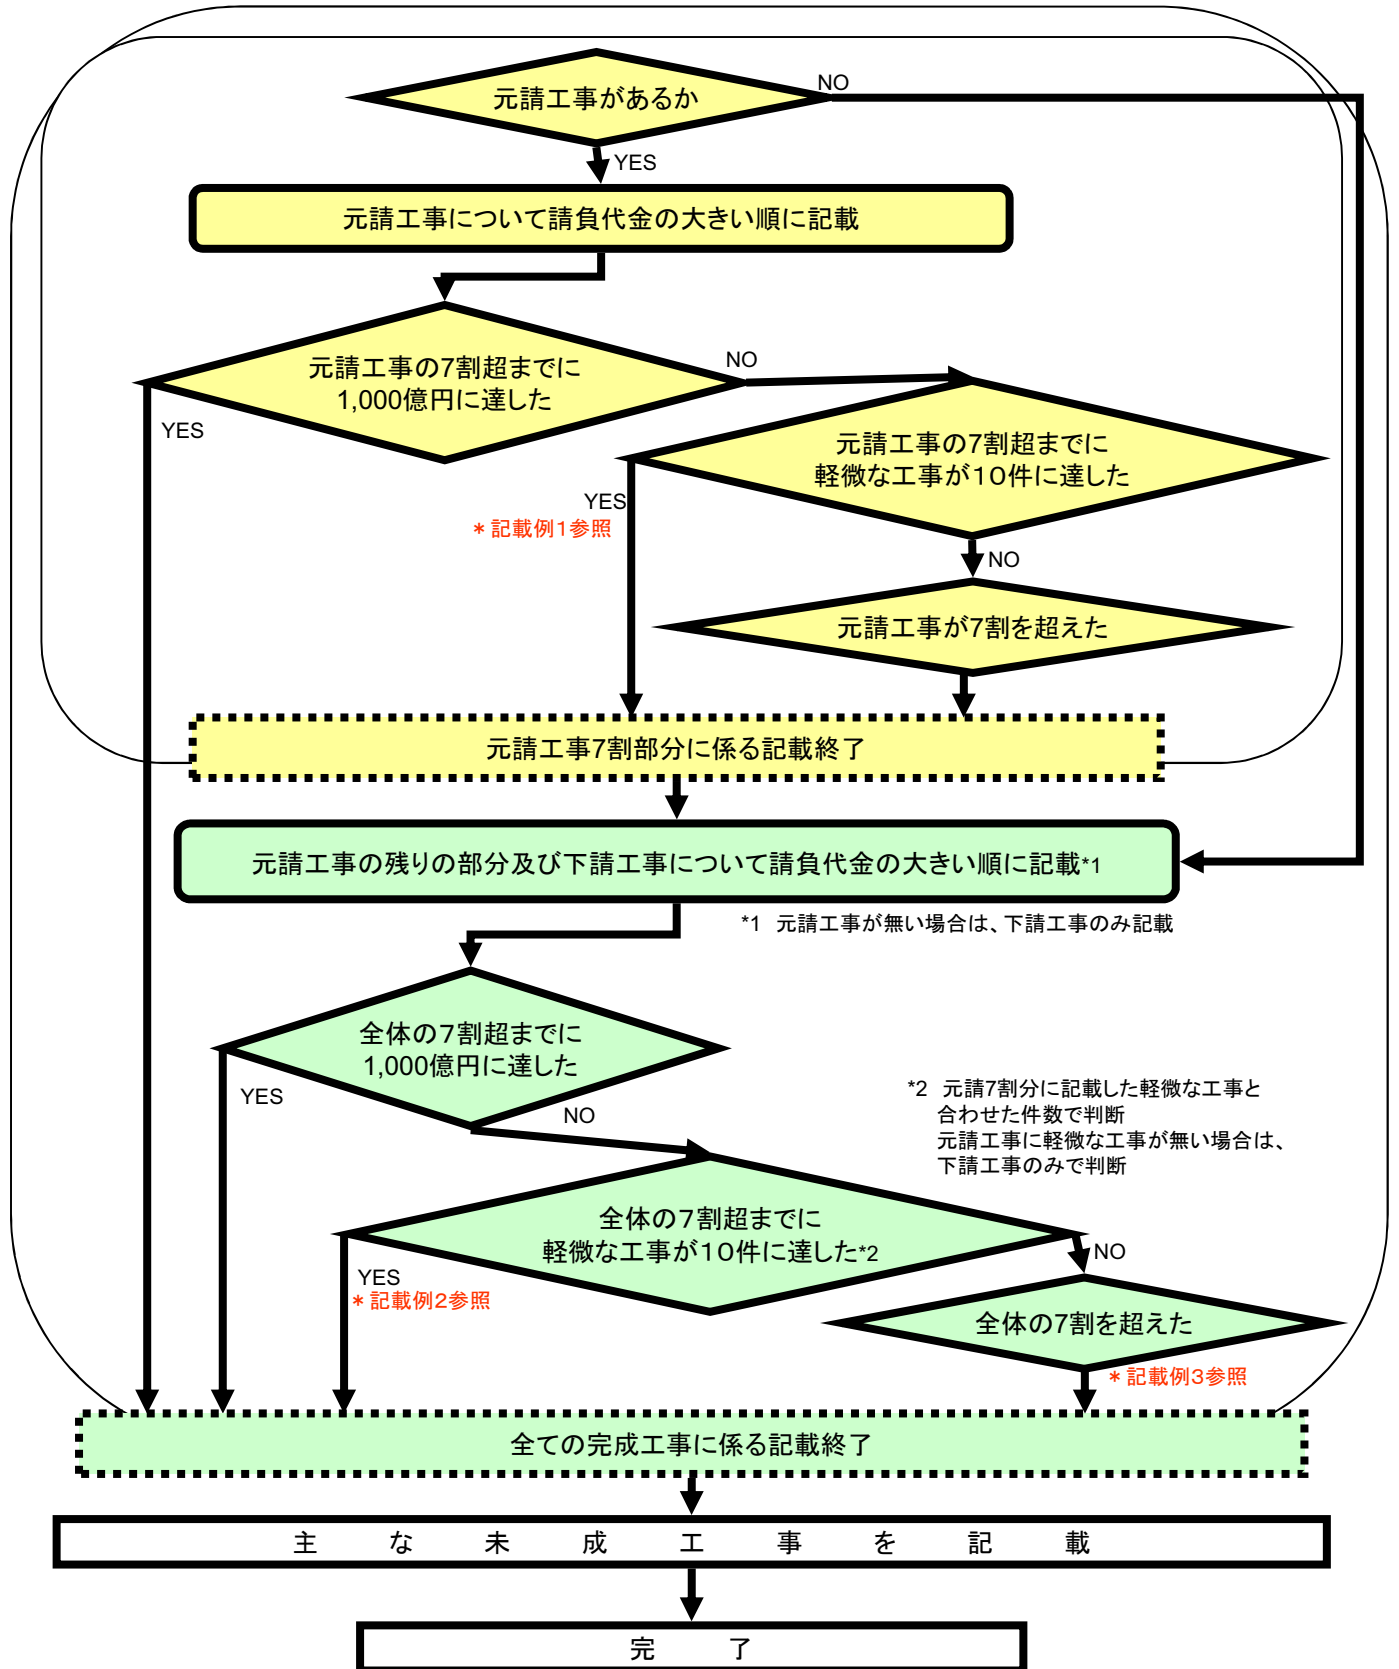 元請工事があるか
NO
YES
元請工事について請負代金の大きい順に記載
元請工事の7割超までに
1,000億円に達した
NO
YES
元請工事の7割超までに
軽微な工事が10件に達した
YES
*記載例1参照
NO
元請工事が7割を超えた
元請工事7割部分に係る記載終了
元請工事の残りの部分及び下請工事について請負代金の大きい順に記載*1
*1 元請工事が無い場合は、下請工事のみ記載
全体の7割超までに
1,000億円に達した
YES
NO
*2 元請7割分に記載した軽微な工事と
合わせた件数で判断
元請工事に軽微な工事が無い場合は、
下請工事のみで判断
全体の7割超までに
軽微な工事が10件に達した*2
YES
*記載例2参照
NO
全体の7割を超えた
*記載例3参照
全ての完成工事に係る記載終了
主な未成工事を記載
完了